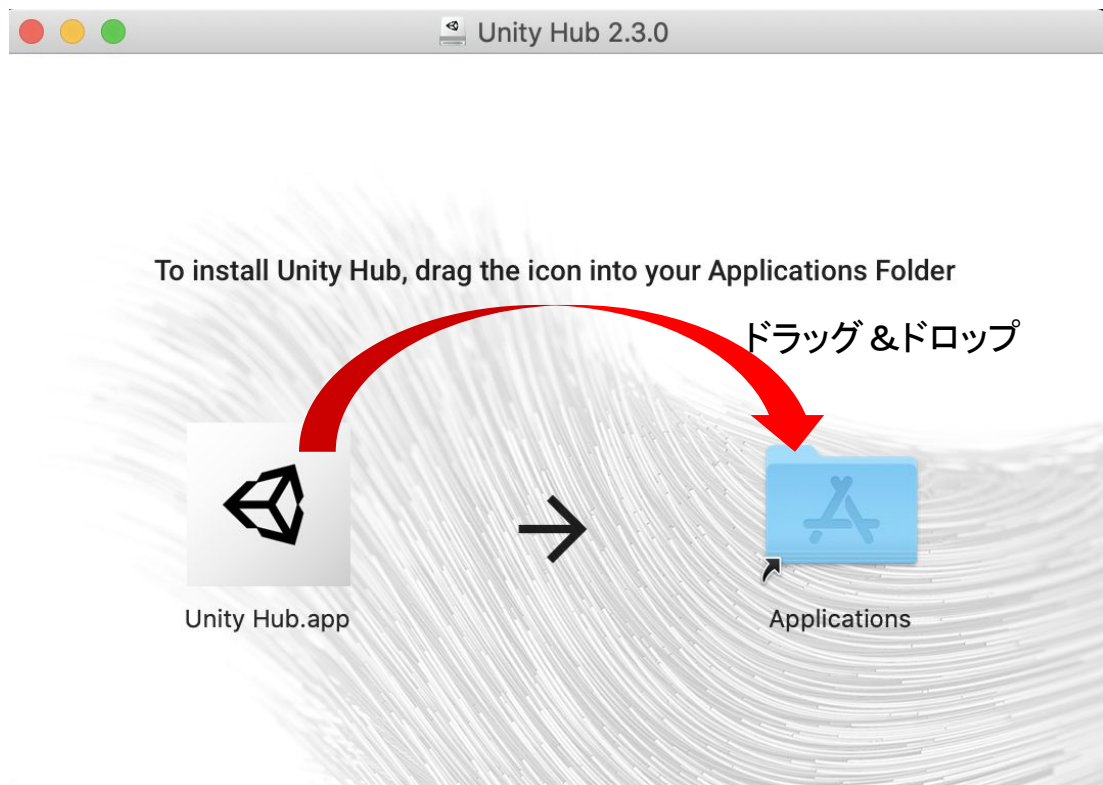 Unity Hub 2.3.0
To install Unity Hub, drag the icon into your Applications Folder
ドラッグ &ドロップ
Unity Hub.app
Applications